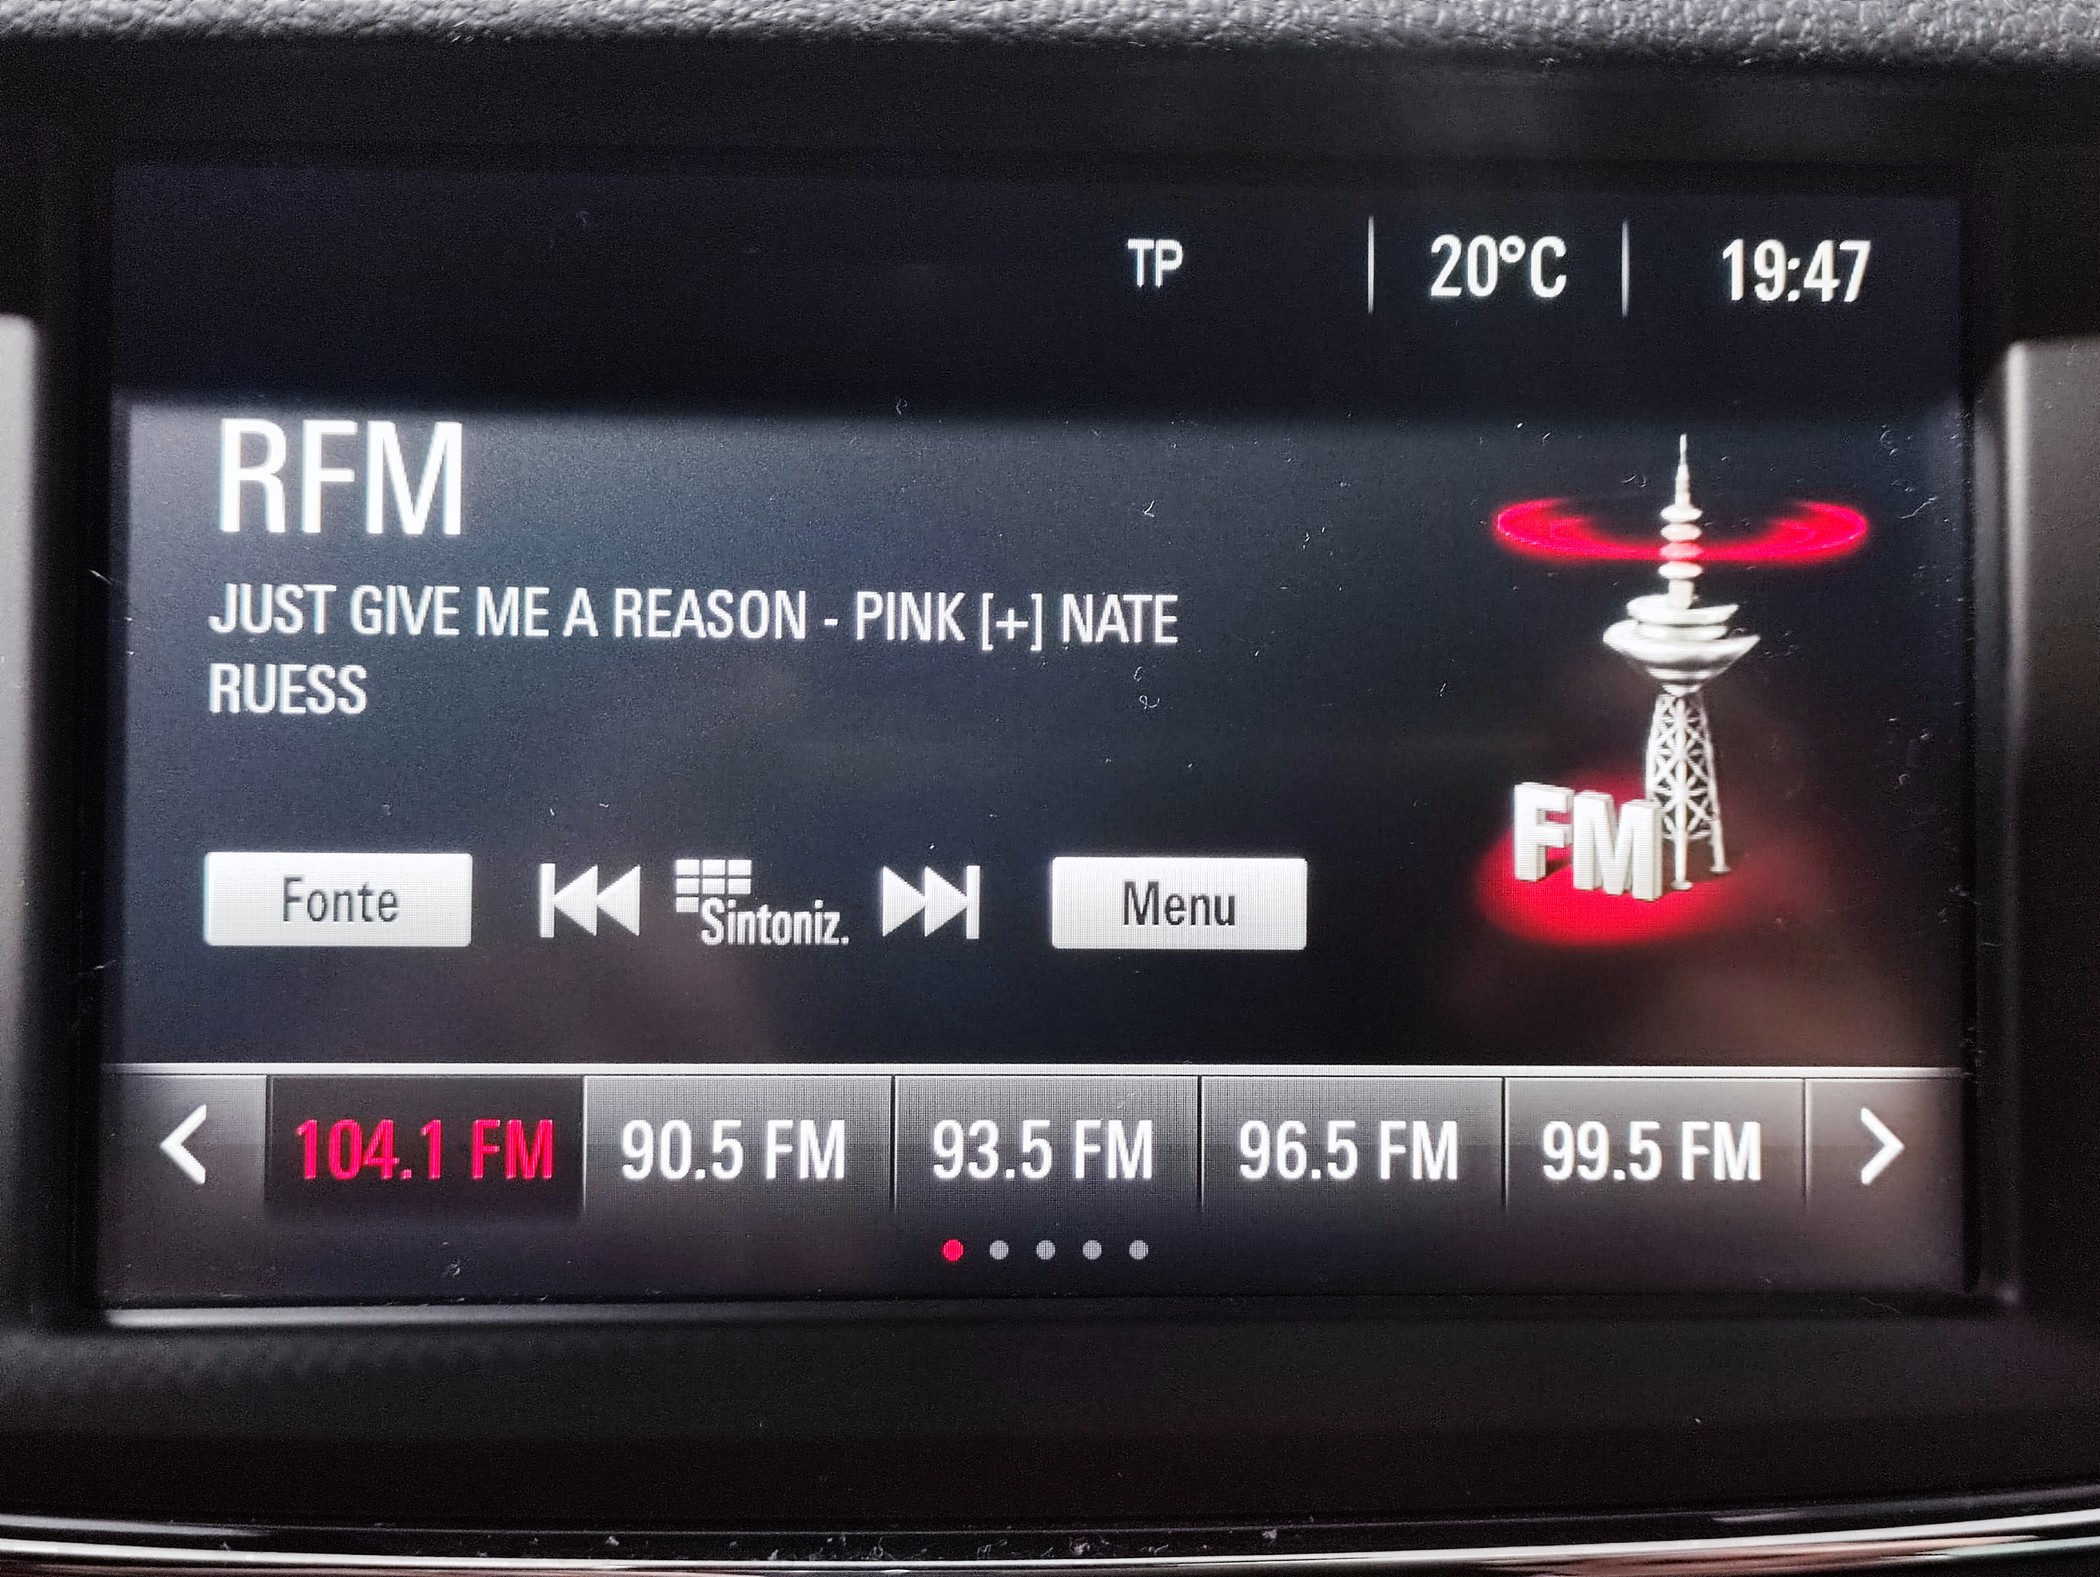 TP 20°C 19:47
RFM
JUST GIVE ME A REASON - PINK [+] NATE
RUESS
FM
Fonte Sintoniz. Menu
104.1 FM 90.5 FM 93.5 FM 96.5 FM 99.5 FM